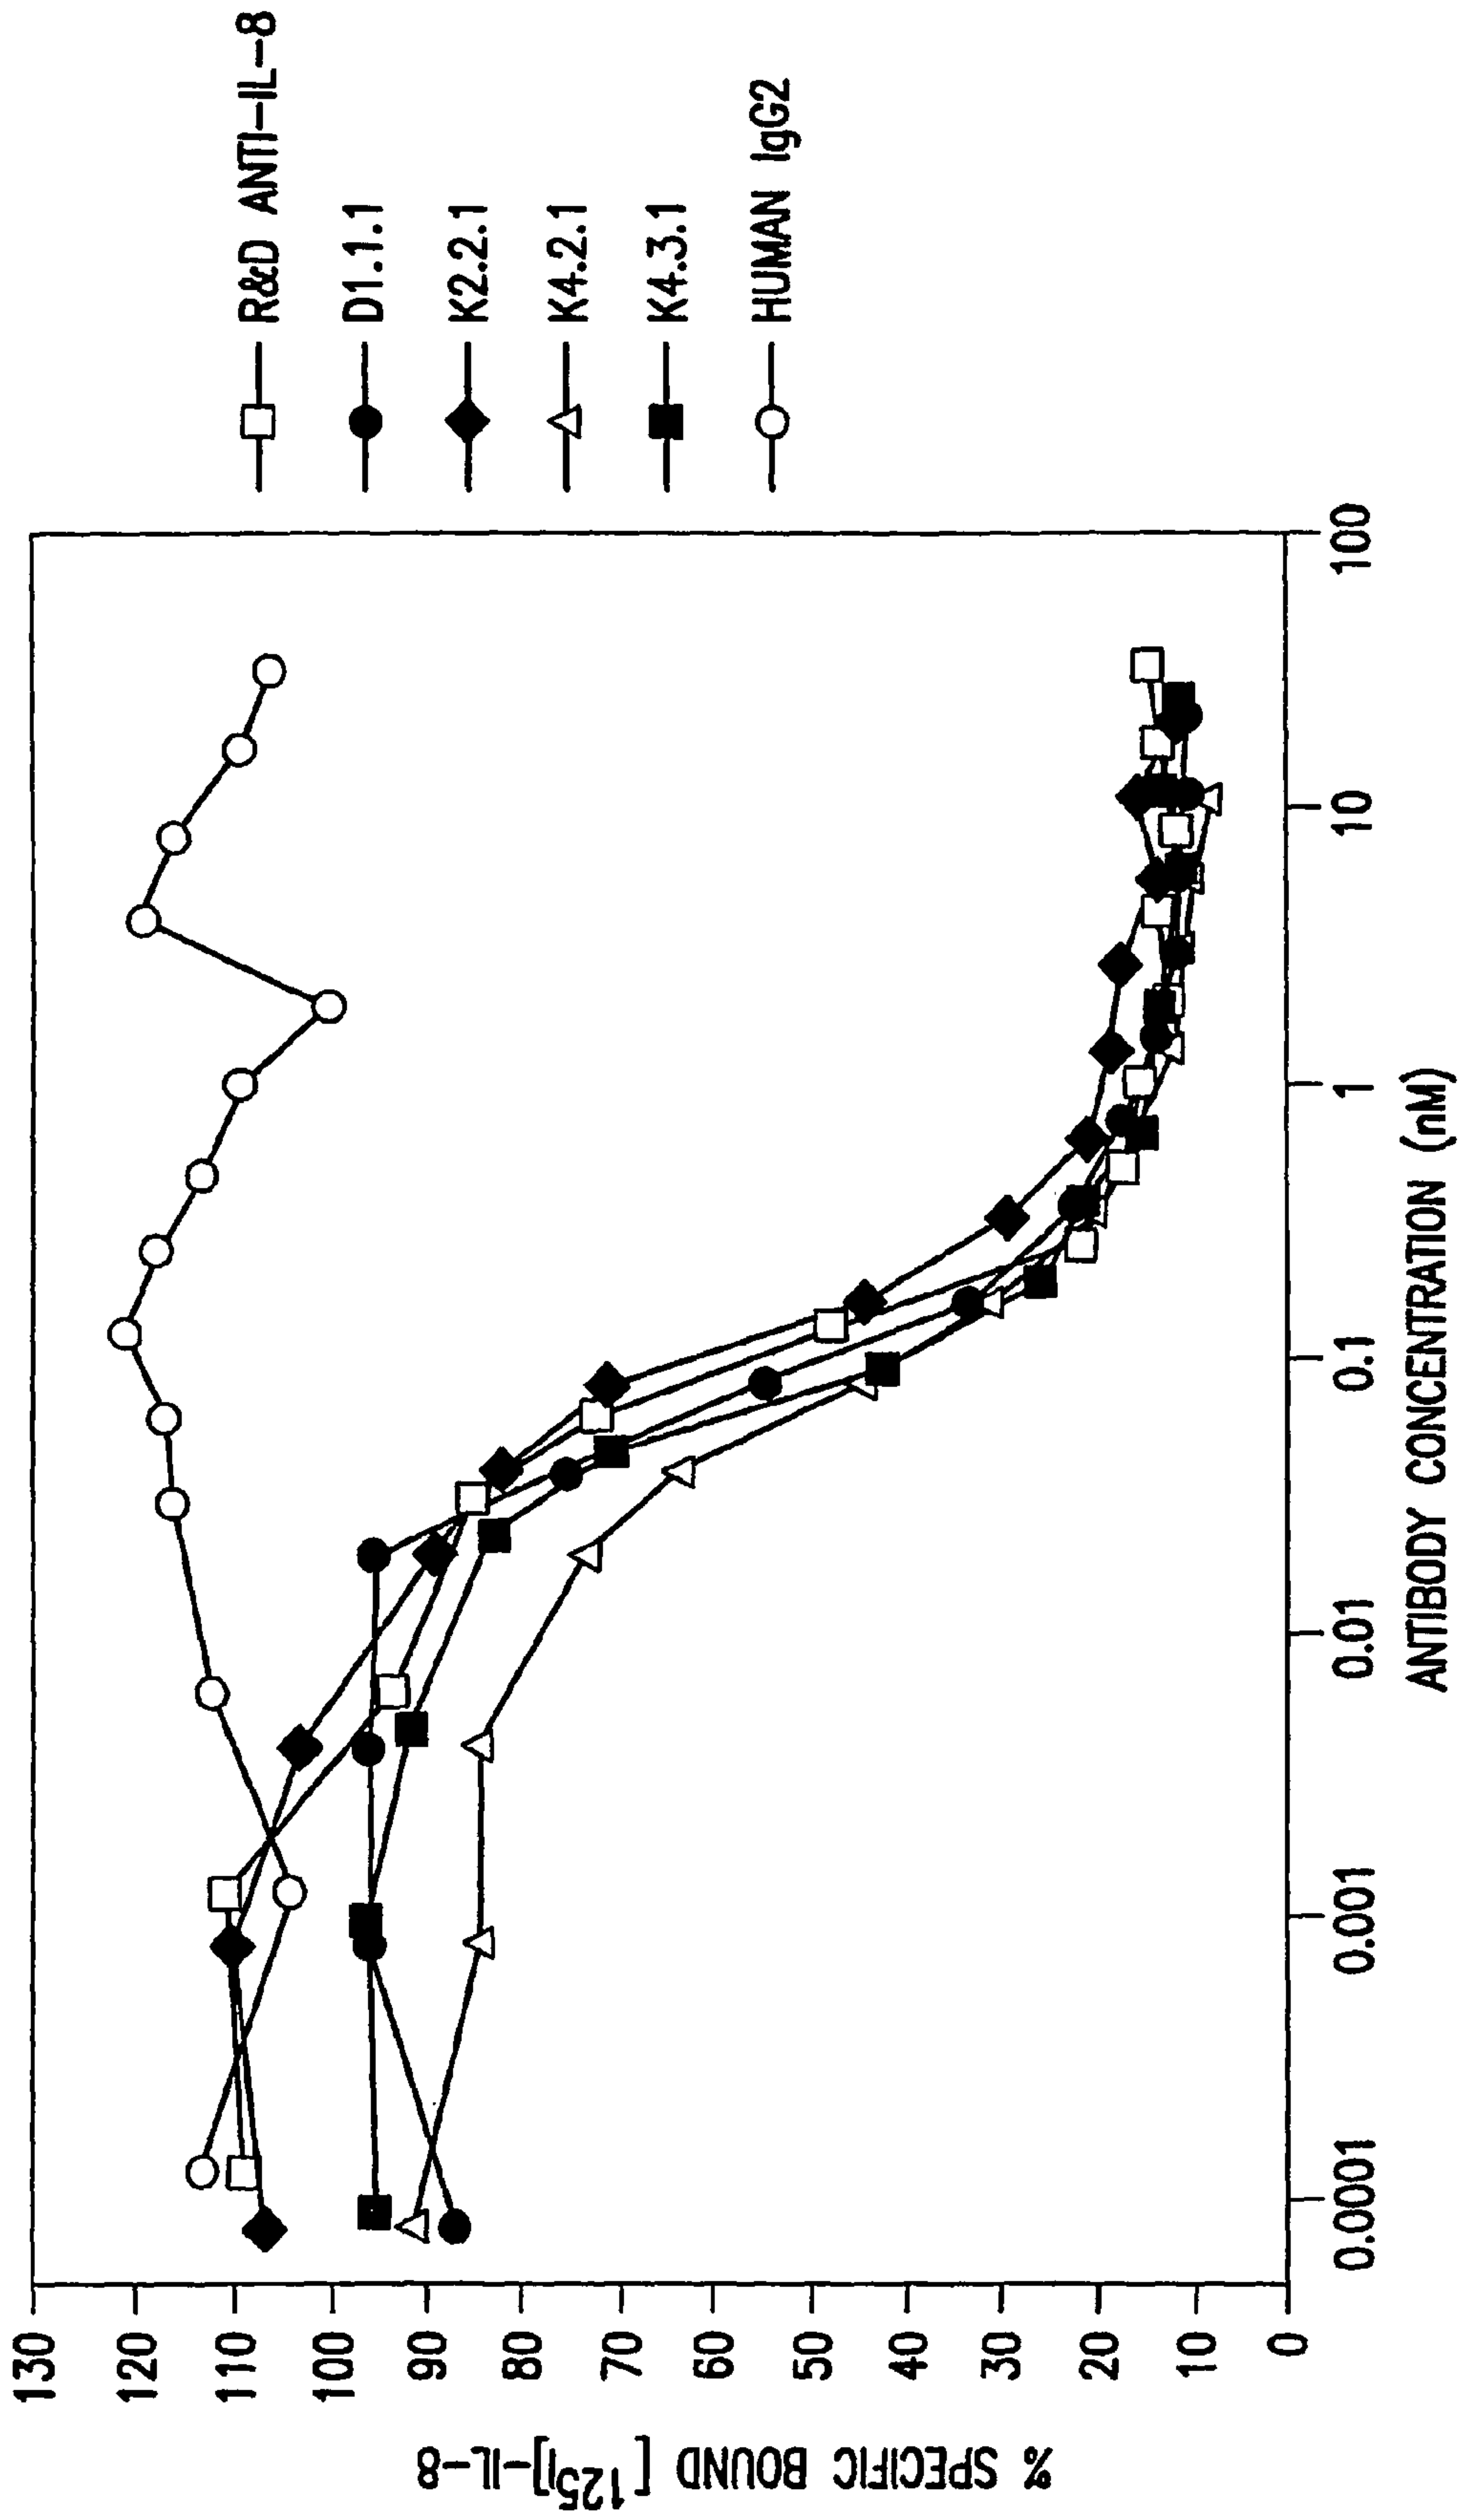 R&D ANTI-IL-8
D1.1.1
K2.2.1
K4.2.1
K4.3.1
HUMAN IgG2
130
120
110
100
90
80
70
60
50
40
30
20
10
0
% SPECIFIC BOUND [125I]-IL-8
0.0001
0.001
0.01
0.1
1
10
100
ANTIBODY CONCENTRATION (nM)